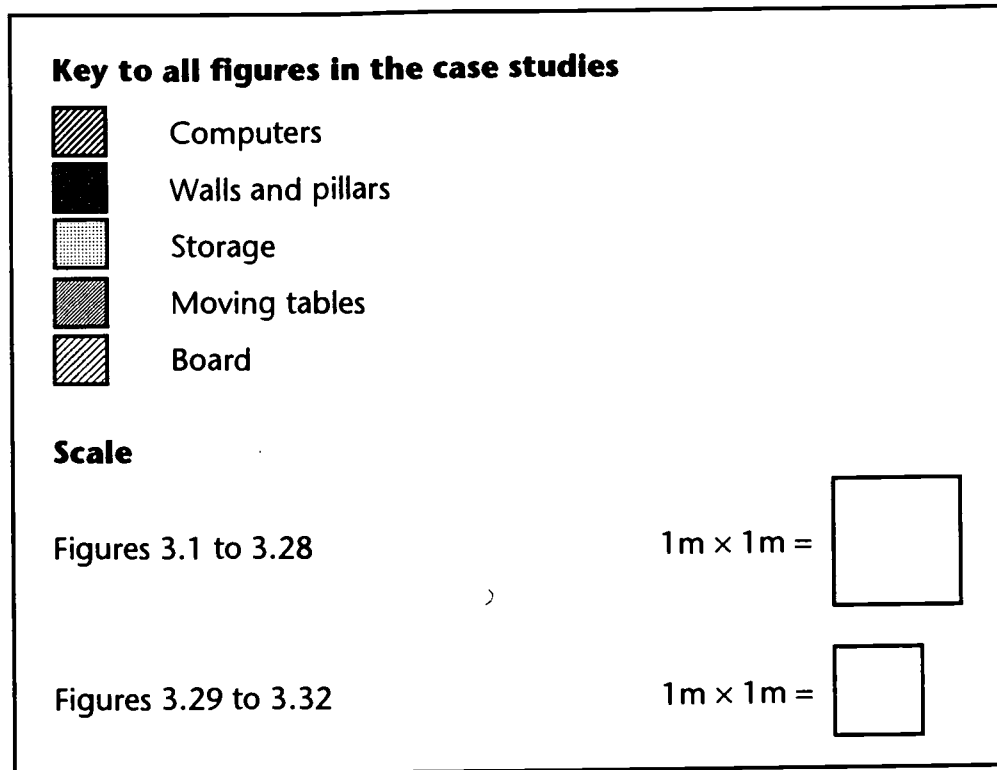 Key to all figures in the case studies
Computers
Walls and pillars
Storage
Moving tables
Board
Scale
Figures 3.1 to 3.28 1m × 1m =
Figures 3.29 to 3.32 1m × 1m =